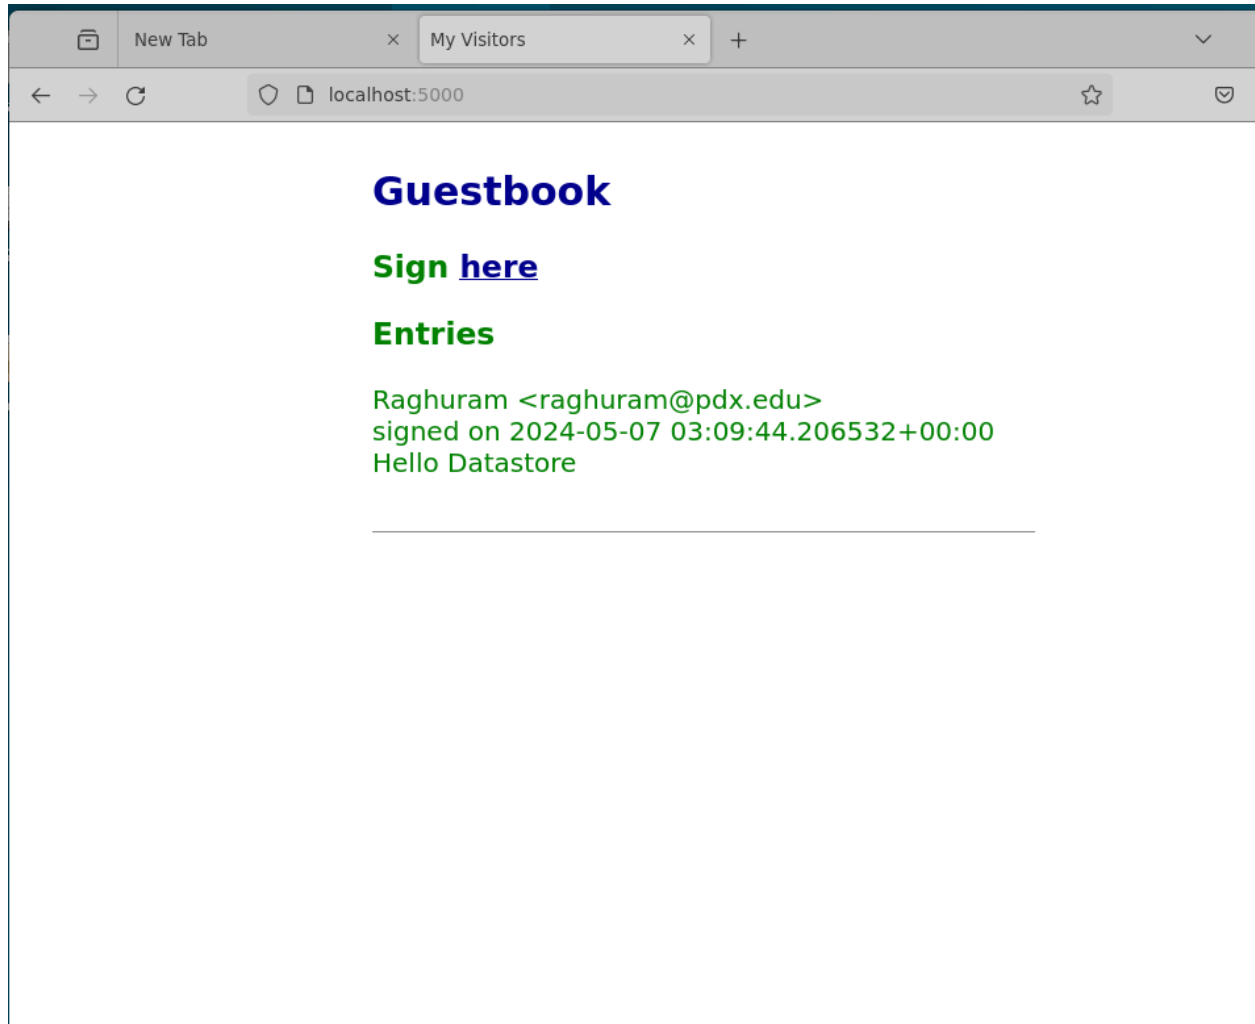 New Tab
My Visitors
localhost:5000
Guestbook
Sign here
Entries
Raghuram <raghuram@pdx.edu>
signed on 2024-05-07 03:09:44.206532+00:00
Hello Datastore